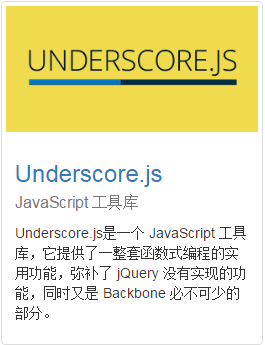 UNDERSCORE.JS
Underscore.js
JavaScript 工具库
Underscore.js是一个 JavaScript 工具
库，它提供了一整套函数式编程的实
用功能，弥补了 jQuery 没有实现的功
能，同时又是 Backbone 必不可少的
部分。